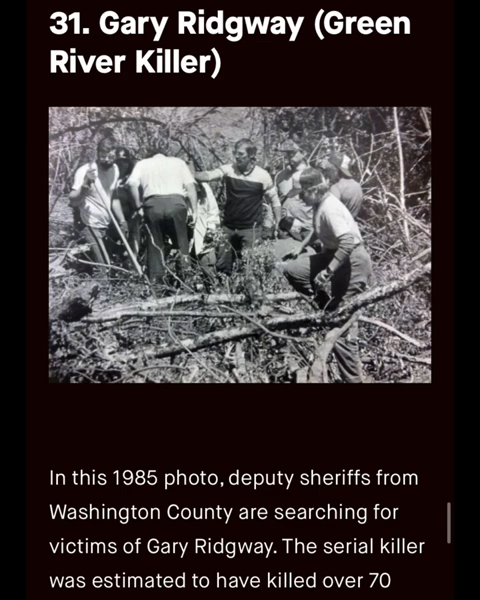 31. Gary Ridgway (Green
River Killer)
In this 1985 photo, deputy sheriffs from
Washington County are searching for
victims of Gary Ridgway. The serial killer
was estimated to have killed over 70